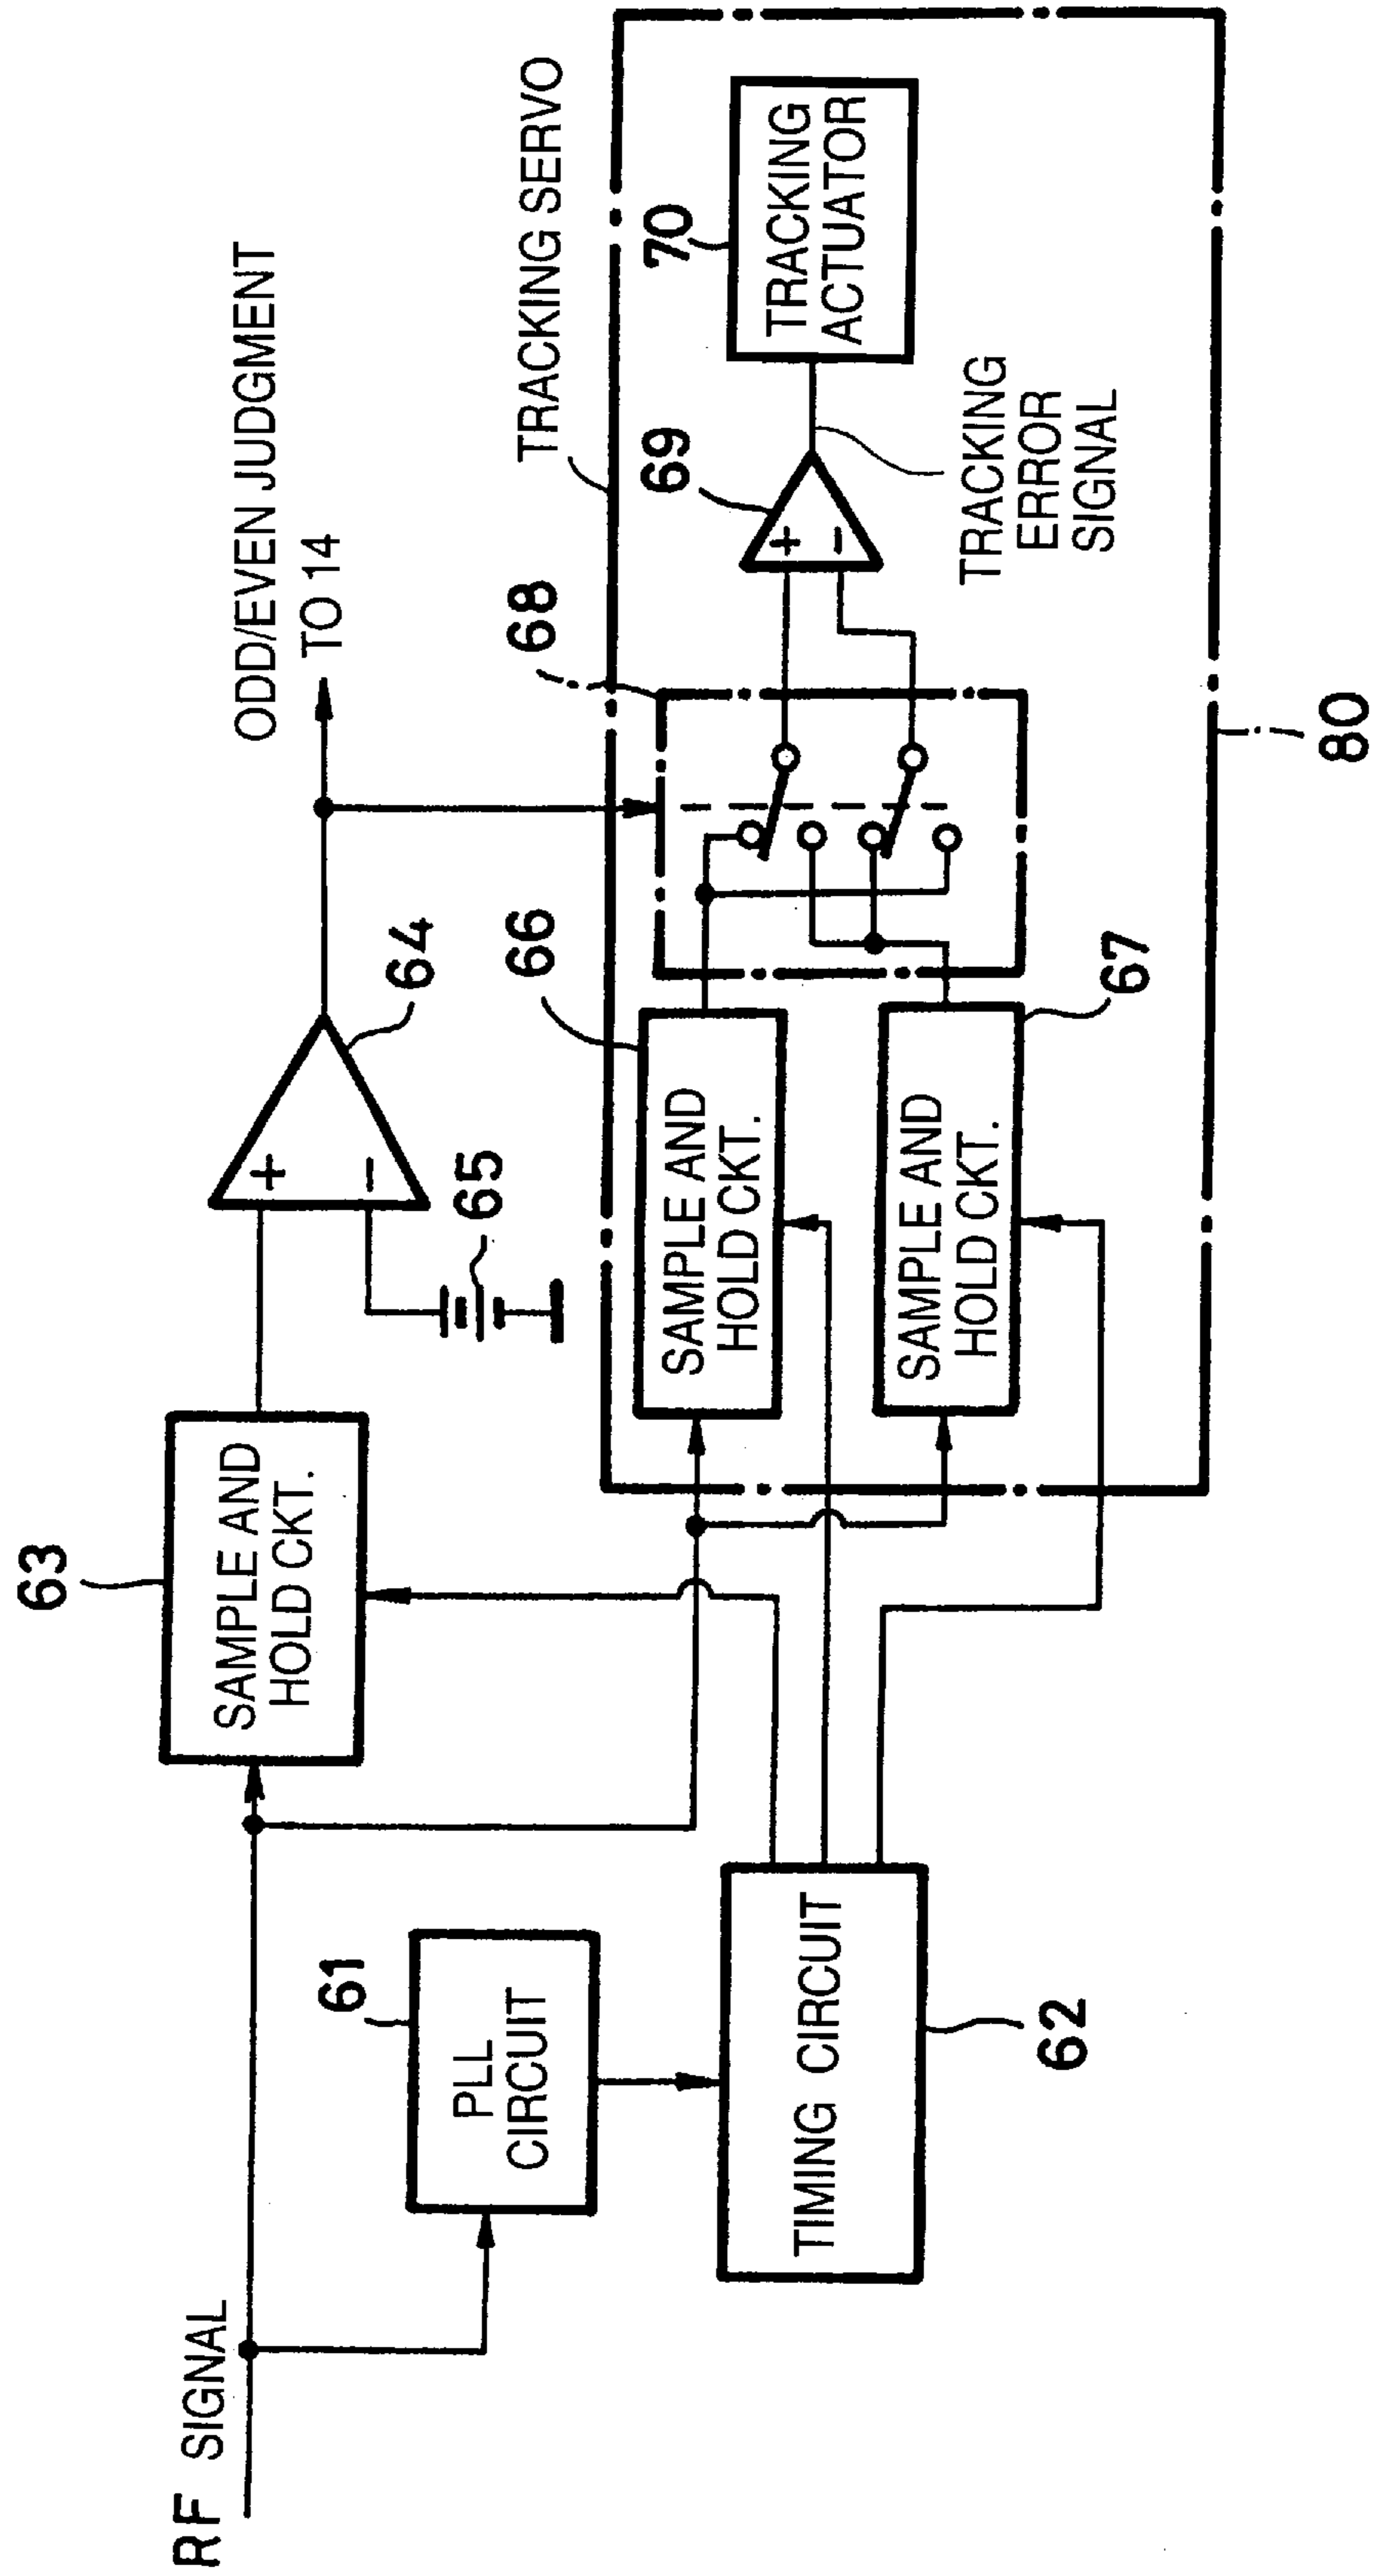 RF SIGNAL
61
PLL
CIRCUIT
TIMING CIRCUIT
62
63
SAMPLE AND
HOLD CKT.
+
−
64
65
ODD/EVEN JUDGMENT
TO 14
TRACKING SERVO
66
SAMPLE AND
HOLD CKT.
SAMPLE AND
HOLD CKT.
67
68
69
+
−
TRACKING
ERROR
SIGNAL
70
TRACKING
ACTUATOR
80